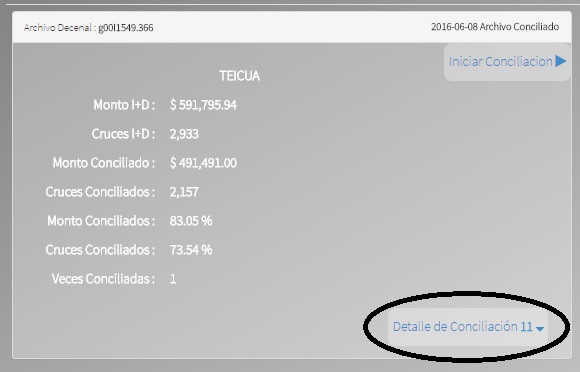 Archivo Decenal : g00I1549.366
2016-06-08 Archivo Conciliado
Iniciar Conciliacion
TEICUA
Monto I+D : $ 591,795.94
Cruces I+D : 2,933
Monto Conciliado : $ 491,491.00
Cruces Conciliados : 2,157
Monto Conciliados : 83.05 %
Cruces Conciliados : 73.54 %
Veces Conciliadas : 1
Detalle de Conciliación 11